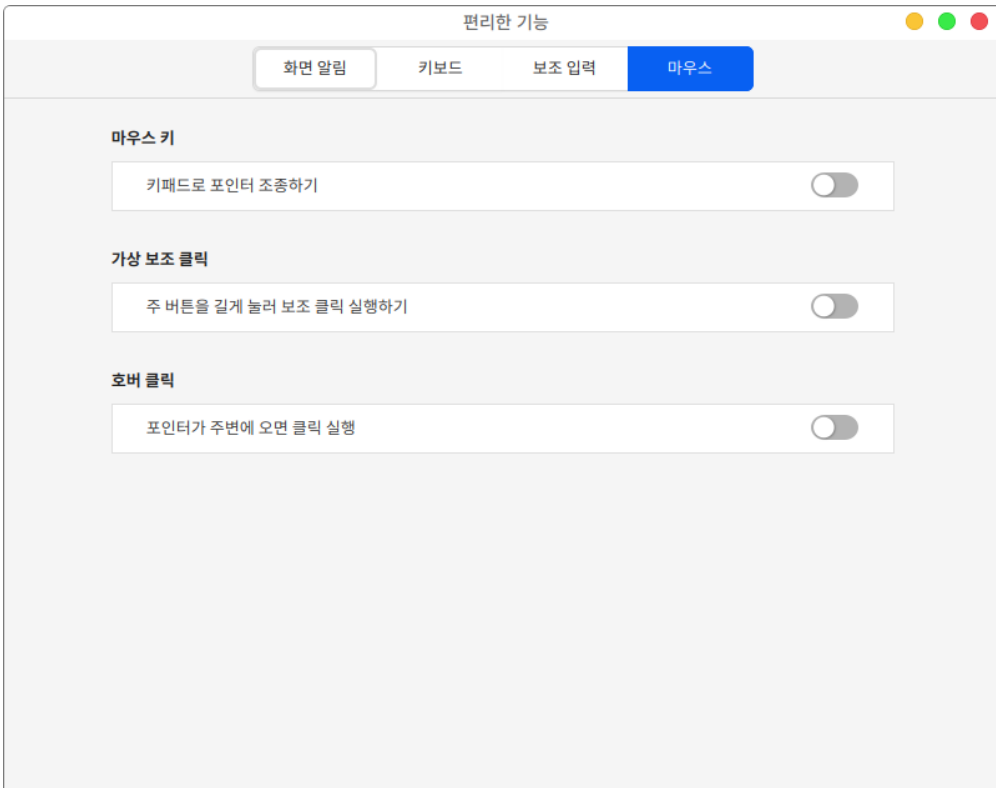 편리한 기능
화면 알림 키보드 보조 입력 마우스
마우스 키
키패드로 포인터 조종하기
가상 보조 클릭
주 버튼을 길게 눌러 보조 클릭 실행하기
호버 클릭
포인터가 주변에 오면 클릭 실행